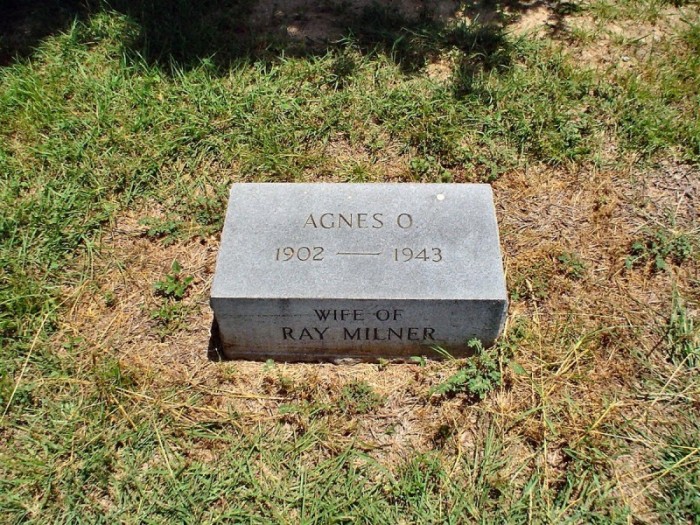 AGNES O.
1902 — 1943
WIFE OF
RAY MILNER